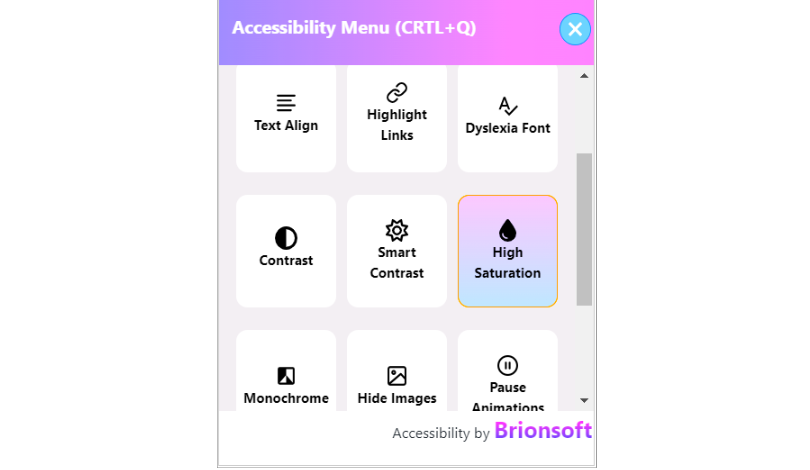 Accessibility Menu (CRTL+Q)
Text Align
Highlight
Links
Dyslexia Font
Contrast
Smart
Contrast
High
Saturation
Monochrome
Hide Images
Pause
Animations
Accessibility by Brionsoft